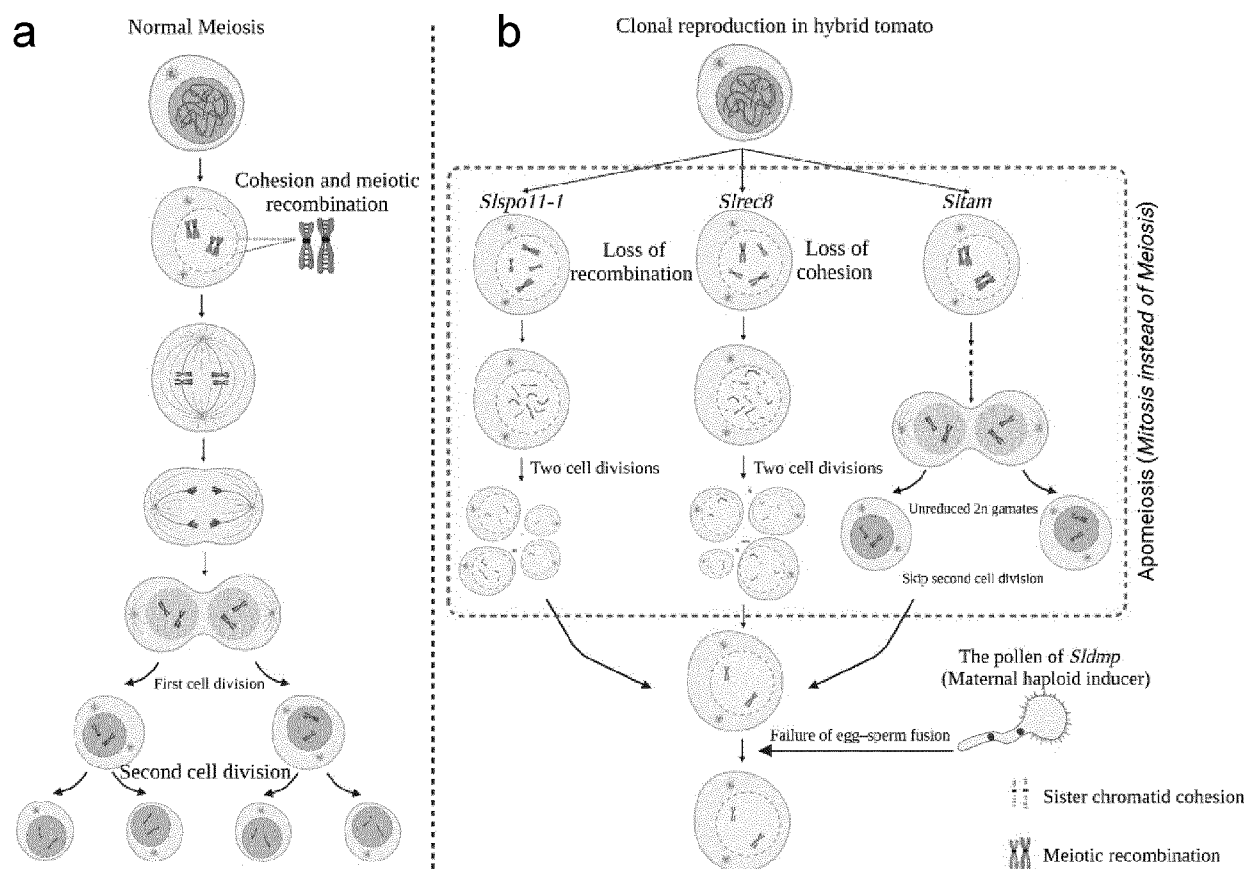 a
Normal Meiosis
Cohesion and meiotic
recombination
First cell division
Second cell division
b
Clonal reproduction in hybrid tomato
Slspo11-1
Slrec8
Sltam
Loss of
recombination
Loss of
cohesion
Two cell divisions
Two cell divisions
Unreduced 2n gamates
Skip second cell division
Apomeiosis (Mitosis instead of Meiosis)
The pollen of Sldmp
(Maternal haploid inducer)
Failure of egg–sperm fusion
Sister chromatid cohesion
Meiotic recombination